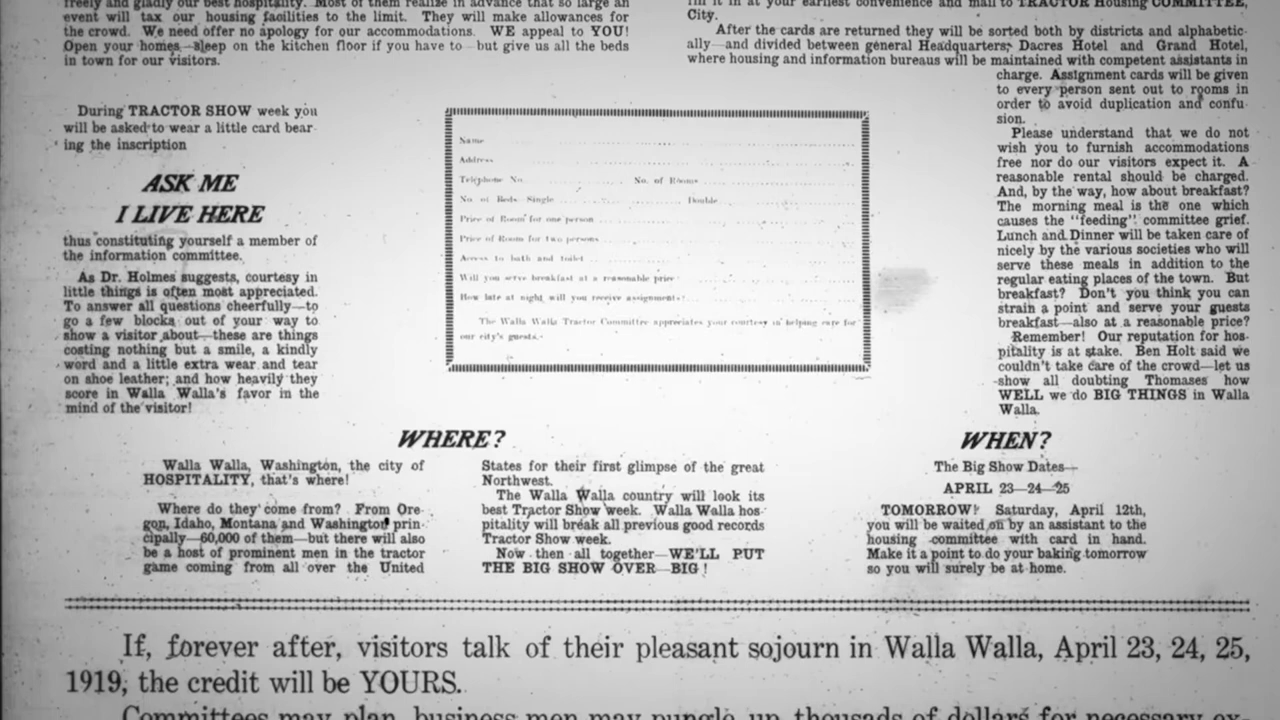 freely and gladly our best hospitality. Most of them realize in advance that so large an
event will tax our housing facilities to the limit. They will make allowances for
the crowd. We need offer no apology for our accommodations. WE appeal to YOU!
Open your homes—sleep on the kitchen floor if you have to—but give us all the beds
in town for our visitors.
During TRACTOR SHOW week you
will be asked to wear a little card bear-
ing the inscription
ASK ME
I LIVE HERE
thus constituting yourself a member of
the information committee.
As Dr. Holmes suggests, courtesy in
little things is often most appreciated.
To answer all questions cheerfully—to
go a few blocks out of your way to
show a visitor about—these are things
costing nothing but a smile, a kindly
word and a little extra wear and tear
on shoe leather; and how heavily they
score in Walla Walla's favor in the
mind of the visitor!
Name
Address
Telephone No. No. of Rooms
No. of Beds Single Double
Price of Room for one person
Price of Room for two persons
Access to bath and toilet
Will you serve breakfast at a reasonable price
How late at night will you receive assignments?
The Walla Walla Tractor Committee appreciates your courtesy in helping care for
our city's guests.
it in at your earliest convenience and mail to TRACTOR Housing COMMITTEE,
City.
After the cards are returned they will be sorted both by districts and alphabetic-
ally—and divided between general Headquarters, Dacres Hotel and Grand Hotel,
where housing and information bureaus will be maintained with competent assistants in
charge. Assignment cards will be given
to every person sent out to rooms in
order to avoid duplication and confu-
sion.
Please understand that we do not
wish you to furnish accommodations
free nor do our visitors expect it. A
reasonable rental should be charged.
And, by the way, how about breakfast?
The morning meal is the one which
causes the "feeding" committee grief.
Lunch and Dinner will be taken care of
nicely by the various societies who will
serve these meals in addition to the
regular eating places of the town. But
breakfast? Don't you think you can
strain a point and serve your guests
breakfast—also at a reasonable price?
Remember! Our reputation for hos-
pitality is at stake. Ben Holt said we
couldn't take care of the crowd—let us
show all doubting Thomases how
WELL we do BIG THINGS in Walla
Walla.
WHERE?
Walla Walla, Washington, the city of
HOSPITALITY, that's where!
Where do they come from? From Ore-
gon, Idaho, Montana and Washington prin-
cipally—60,000 of them—but there will also
be a host of prominent men in the tractor
game coming from all over the United
States for their first glimpse of the great
Northwest.
The Walla Walla country will look its
best Tractor Show week. Walla Walla hos-
pitality will break all previous good records
Tractor Show week.
Now then all together—WE'LL PUT
THE BIG SHOW OVER—BIG!
WHEN?
The Big Show Dates—
APRIL 23—24—25
TOMORROW! Saturday, April 12th,
you will be waited on by an assistant to the
housing committee with card in hand.
Make it a point to do your baking tomorrow
so you will surely be at home.
If, forever after, visitors talk of their pleasant sojourn in Walla Walla, April 23, 24, 25,
1919, the credit will be YOURS.
Committees may plan, business men may pungle up thousands of dollars for necessary ex-